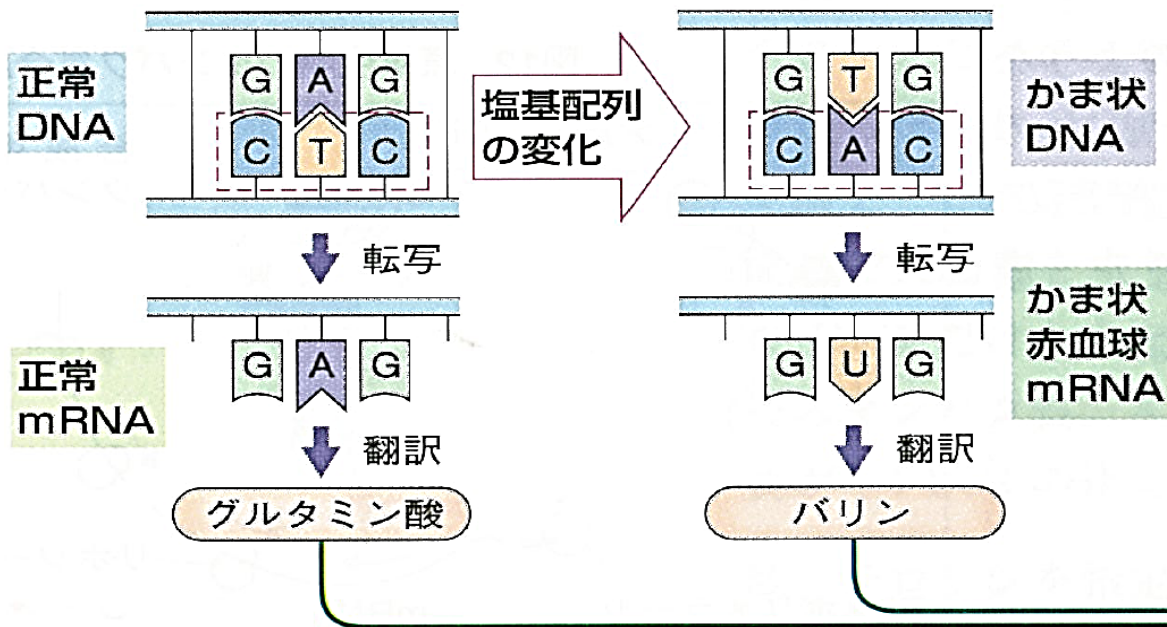 正常
DNA
G A G
C T C
塩基配列
の変化
G T G
C A C
かま状
DNA
転写
転写
正常
mRNA
G A G
G U G
かま状
赤血球
mRNA
翻訳
翻訳
グルタミン酸
バリン